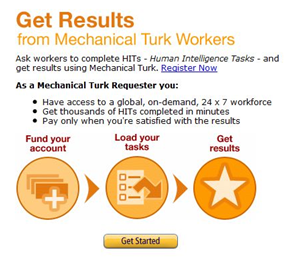 Get Results
from Mechanical Turk Workers
Ask workers to complete HITs - Human Intelligence Tasks - and
get results using Mechanical Turk. Register Now
As a Mechanical Turk Requester you:
• Have access to a global, on-demand, 24 x 7 workforce
• Get thousands of HITs completed in minutes
• Pay only when you're satisfied with the results
Fund your account
Load your tasks
Get results
Get Started